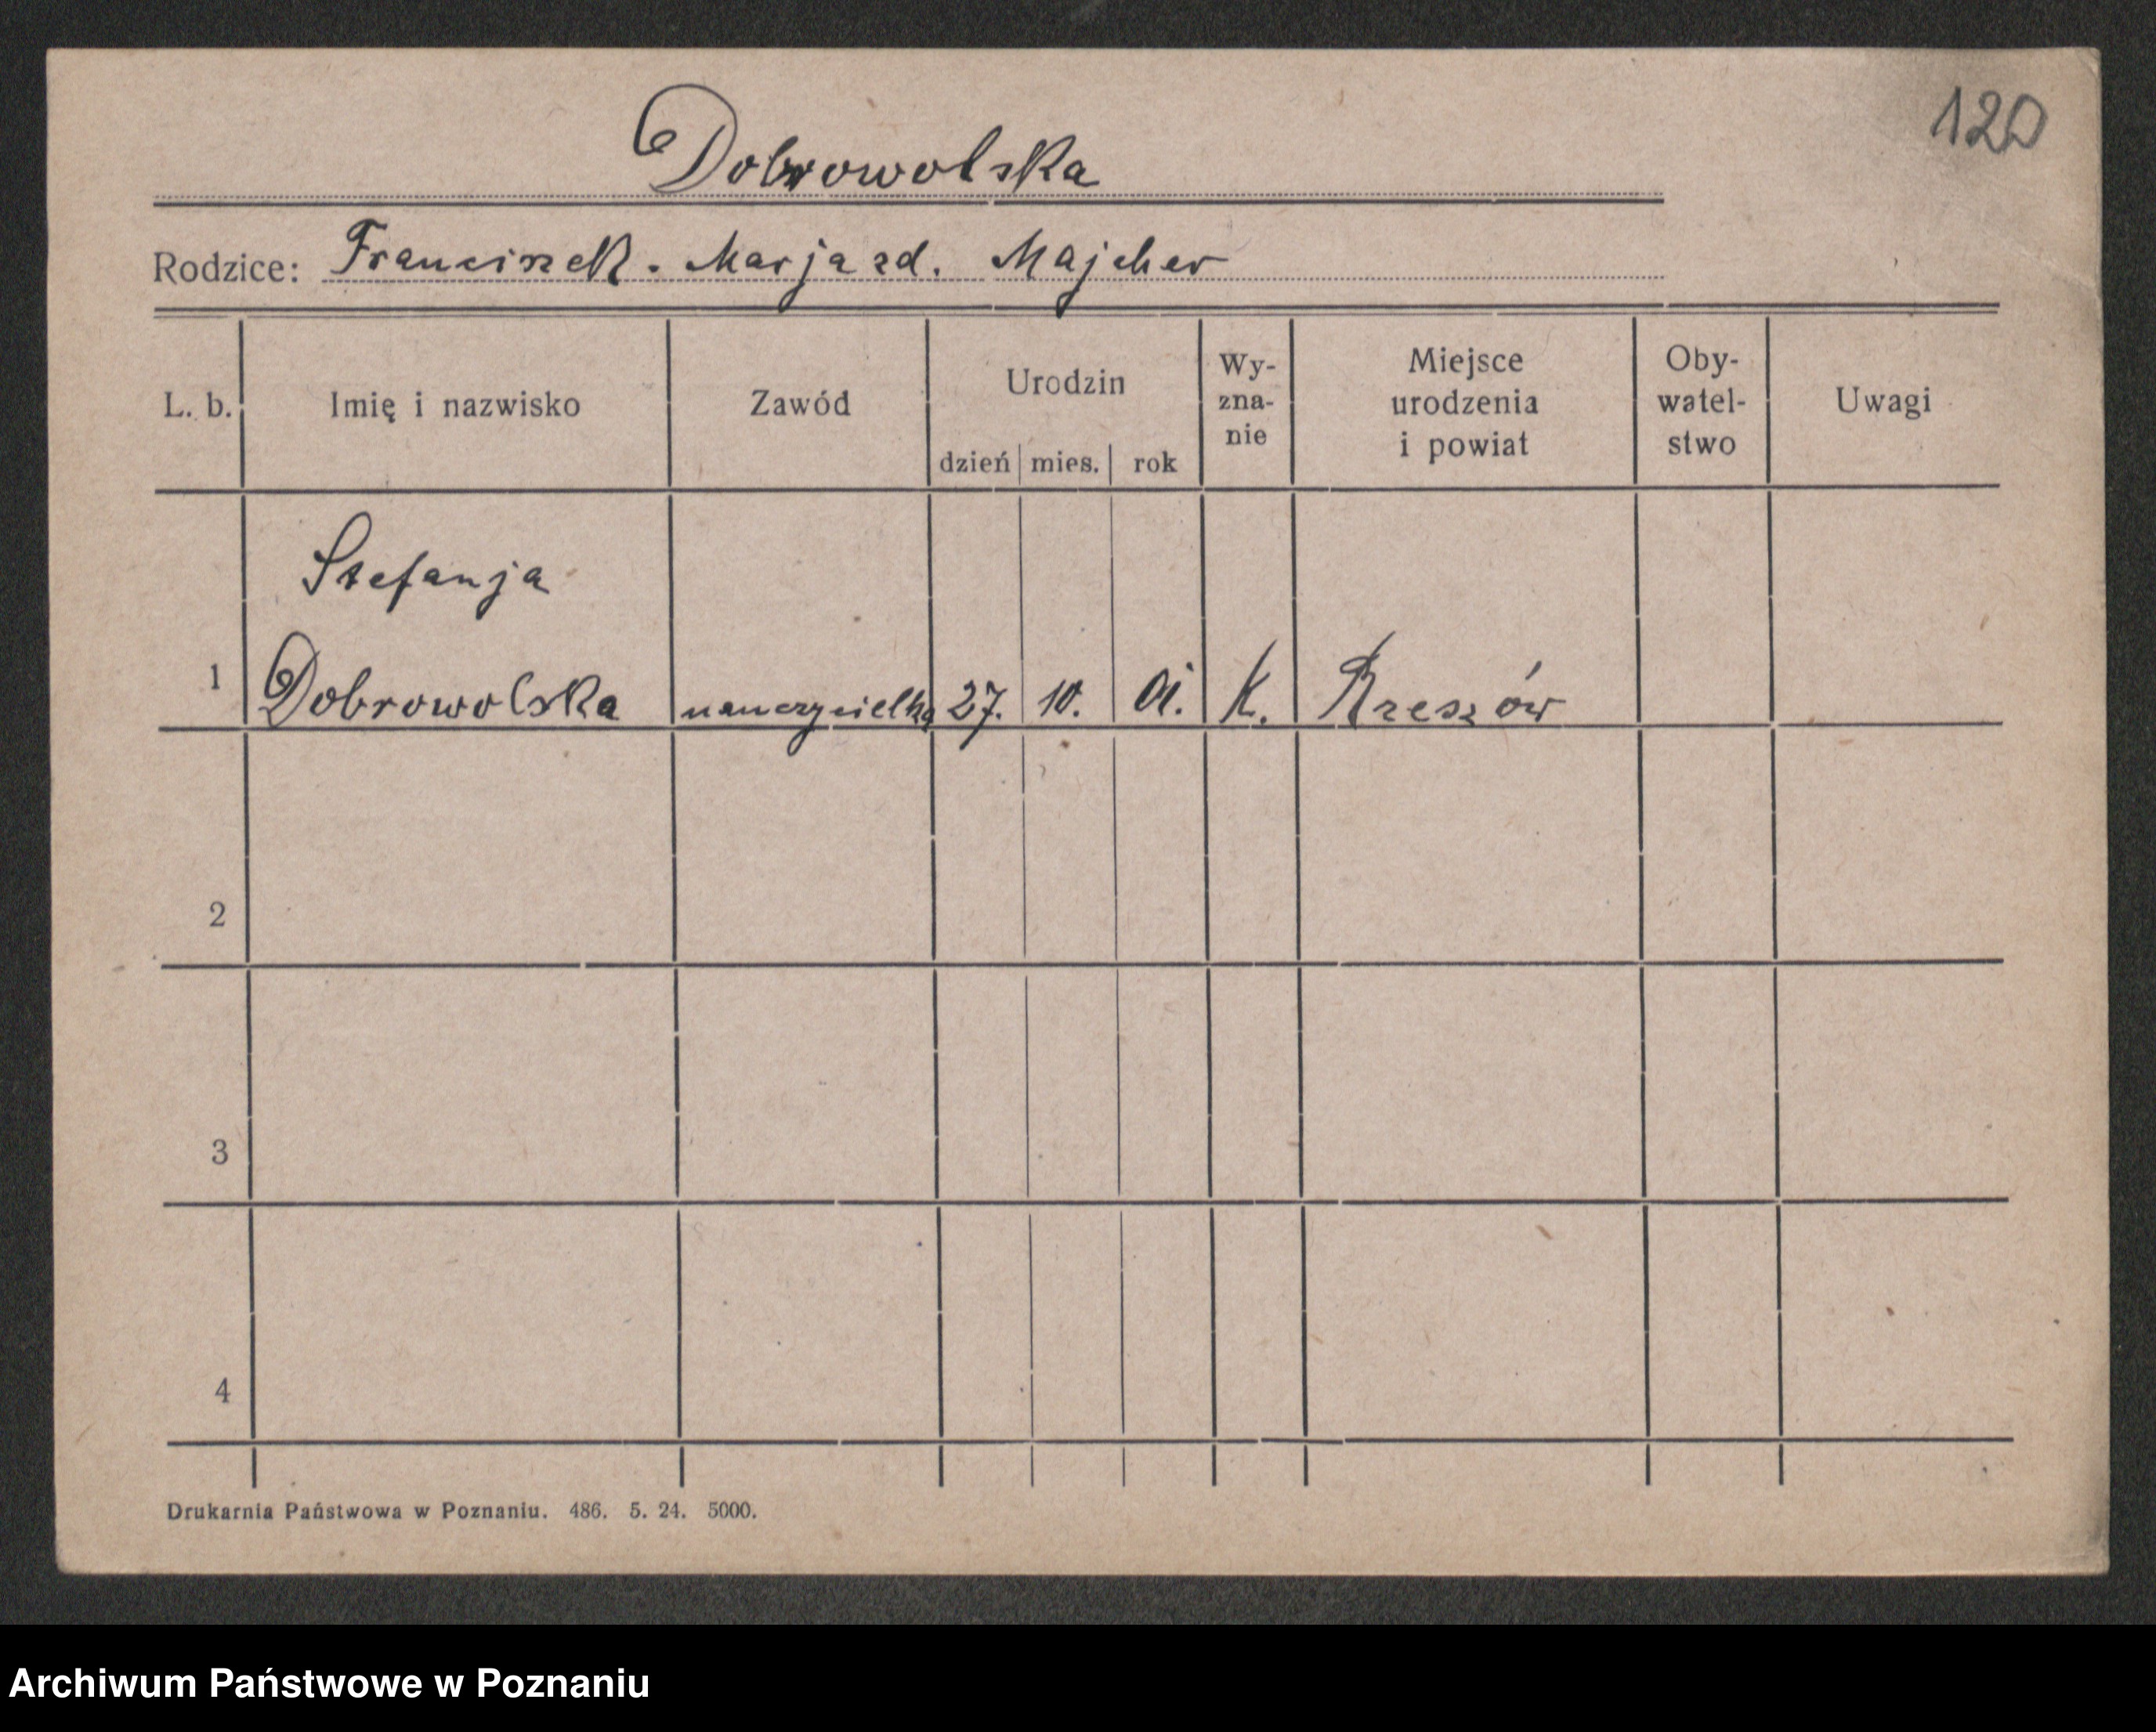 120
Dobrowolska
Rodzice: Franciszek. Marja zd. Majcher
L. b. Imię i nazwisko Zawód Urodzin dzień mies. rok Wy-zna-nie Miejsce urodzenia i powiat Oby-watel-stwo Uwagi
Stefanja
1 Dobrowolska nauczycielka 27. 10. 01. K. Rzeszów
2
3
4
Drukarnia Państwowa w Poznaniu. 486. 5. 24. 5000.
Archiwum Państwowe w Poznaniu